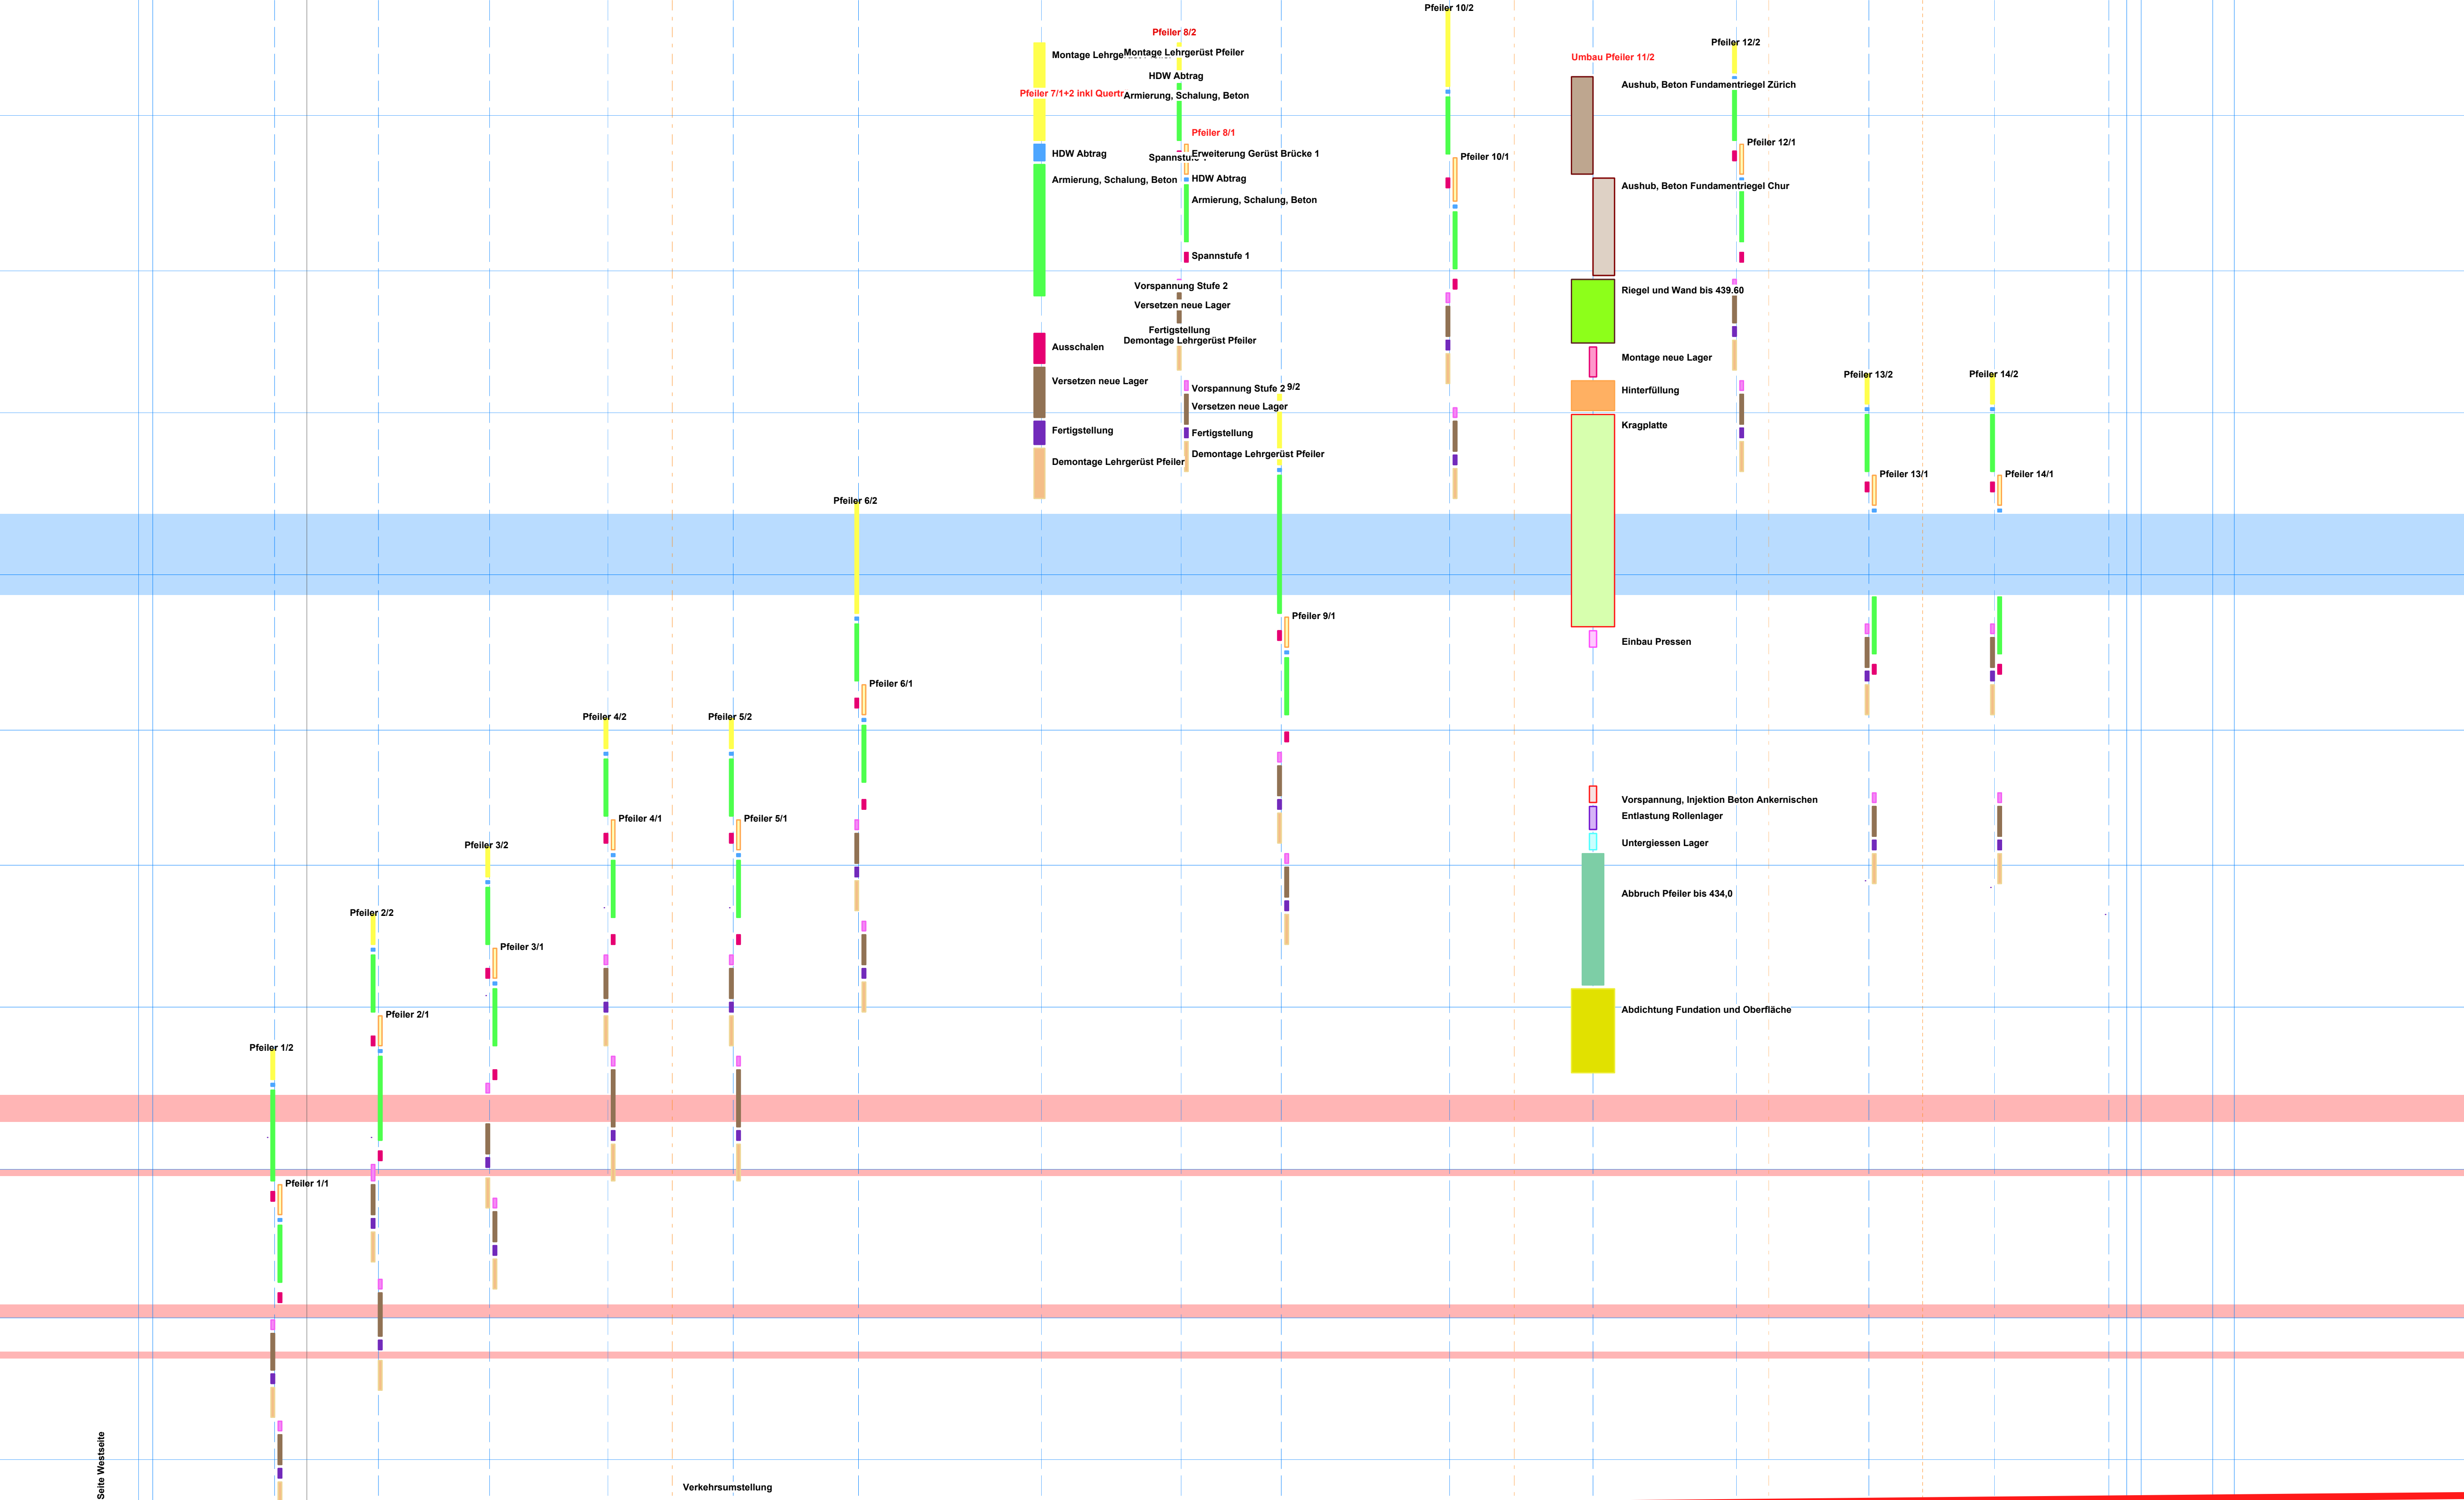 Pfeiler 10/2
Pfeiler 8/2
Pfeiler 12/2
Montage Lehrge
Montage Lehrgerüst Pfeiler
Umbau Pfeiler 11/2
HDW Abtrag
Aushub, Beton Fundamentriegel Zürich
Pfeiler 7/1+2 inkl Quertr
Armierung, Schalung, Beton
Pfeiler 8/1
Pfeiler 12/1
HDW Abtrag
Spannstufe
Erweiterung Gerüst Brücke 1
Pfeiler 10/1
Armierung, Schalung, Beton
HDW Abtrag
Aushub, Beton Fundamentriegel Chur
Armierung, Schalung, Beton
Spannstufe 1
Vorspannung Stufe 2
Riegel und Wand bis 439.60
Versetzen neue Lager
Fertigstellung
Demontage Lehrgerüst Pfeiler
Ausschalen
Montage neue Lager
Versetzen neue Lager
Pfeiler 13/2
Pfeiler 14/2
Vorspannung Stufe 2
9/2
Hinterfüllung
Versetzen neue Lager
Kragplatte
Fertigstellung
Fertigstellung
Demontage Lehrgerüst Pfeiler
Demontage Lehrgerüst Pfeiler
Pfeiler 13/1
Pfeiler 14/1
Pfeiler 6/2
Pfeiler 9/1
Einbau Pressen
Pfeiler 6/1
Pfeiler 4/2
Pfeiler 5/2
Vorspannung, Injektion Beton Ankernischen
Entlastung Rollenlager
Pfeiler 4/1
Pfeiler 5/1
Untergiessen Lager
Pfeiler 3/2
Abbruch Pfeiler bis 434,0
Pfeiler 2/2
Pfeiler 3/1
Abdichtung Fundation und Oberfläche
Pfeiler 2/1
Pfeiler 1/2
Pfeiler 1/1
Seite Westseite
Verkehrsumstellung